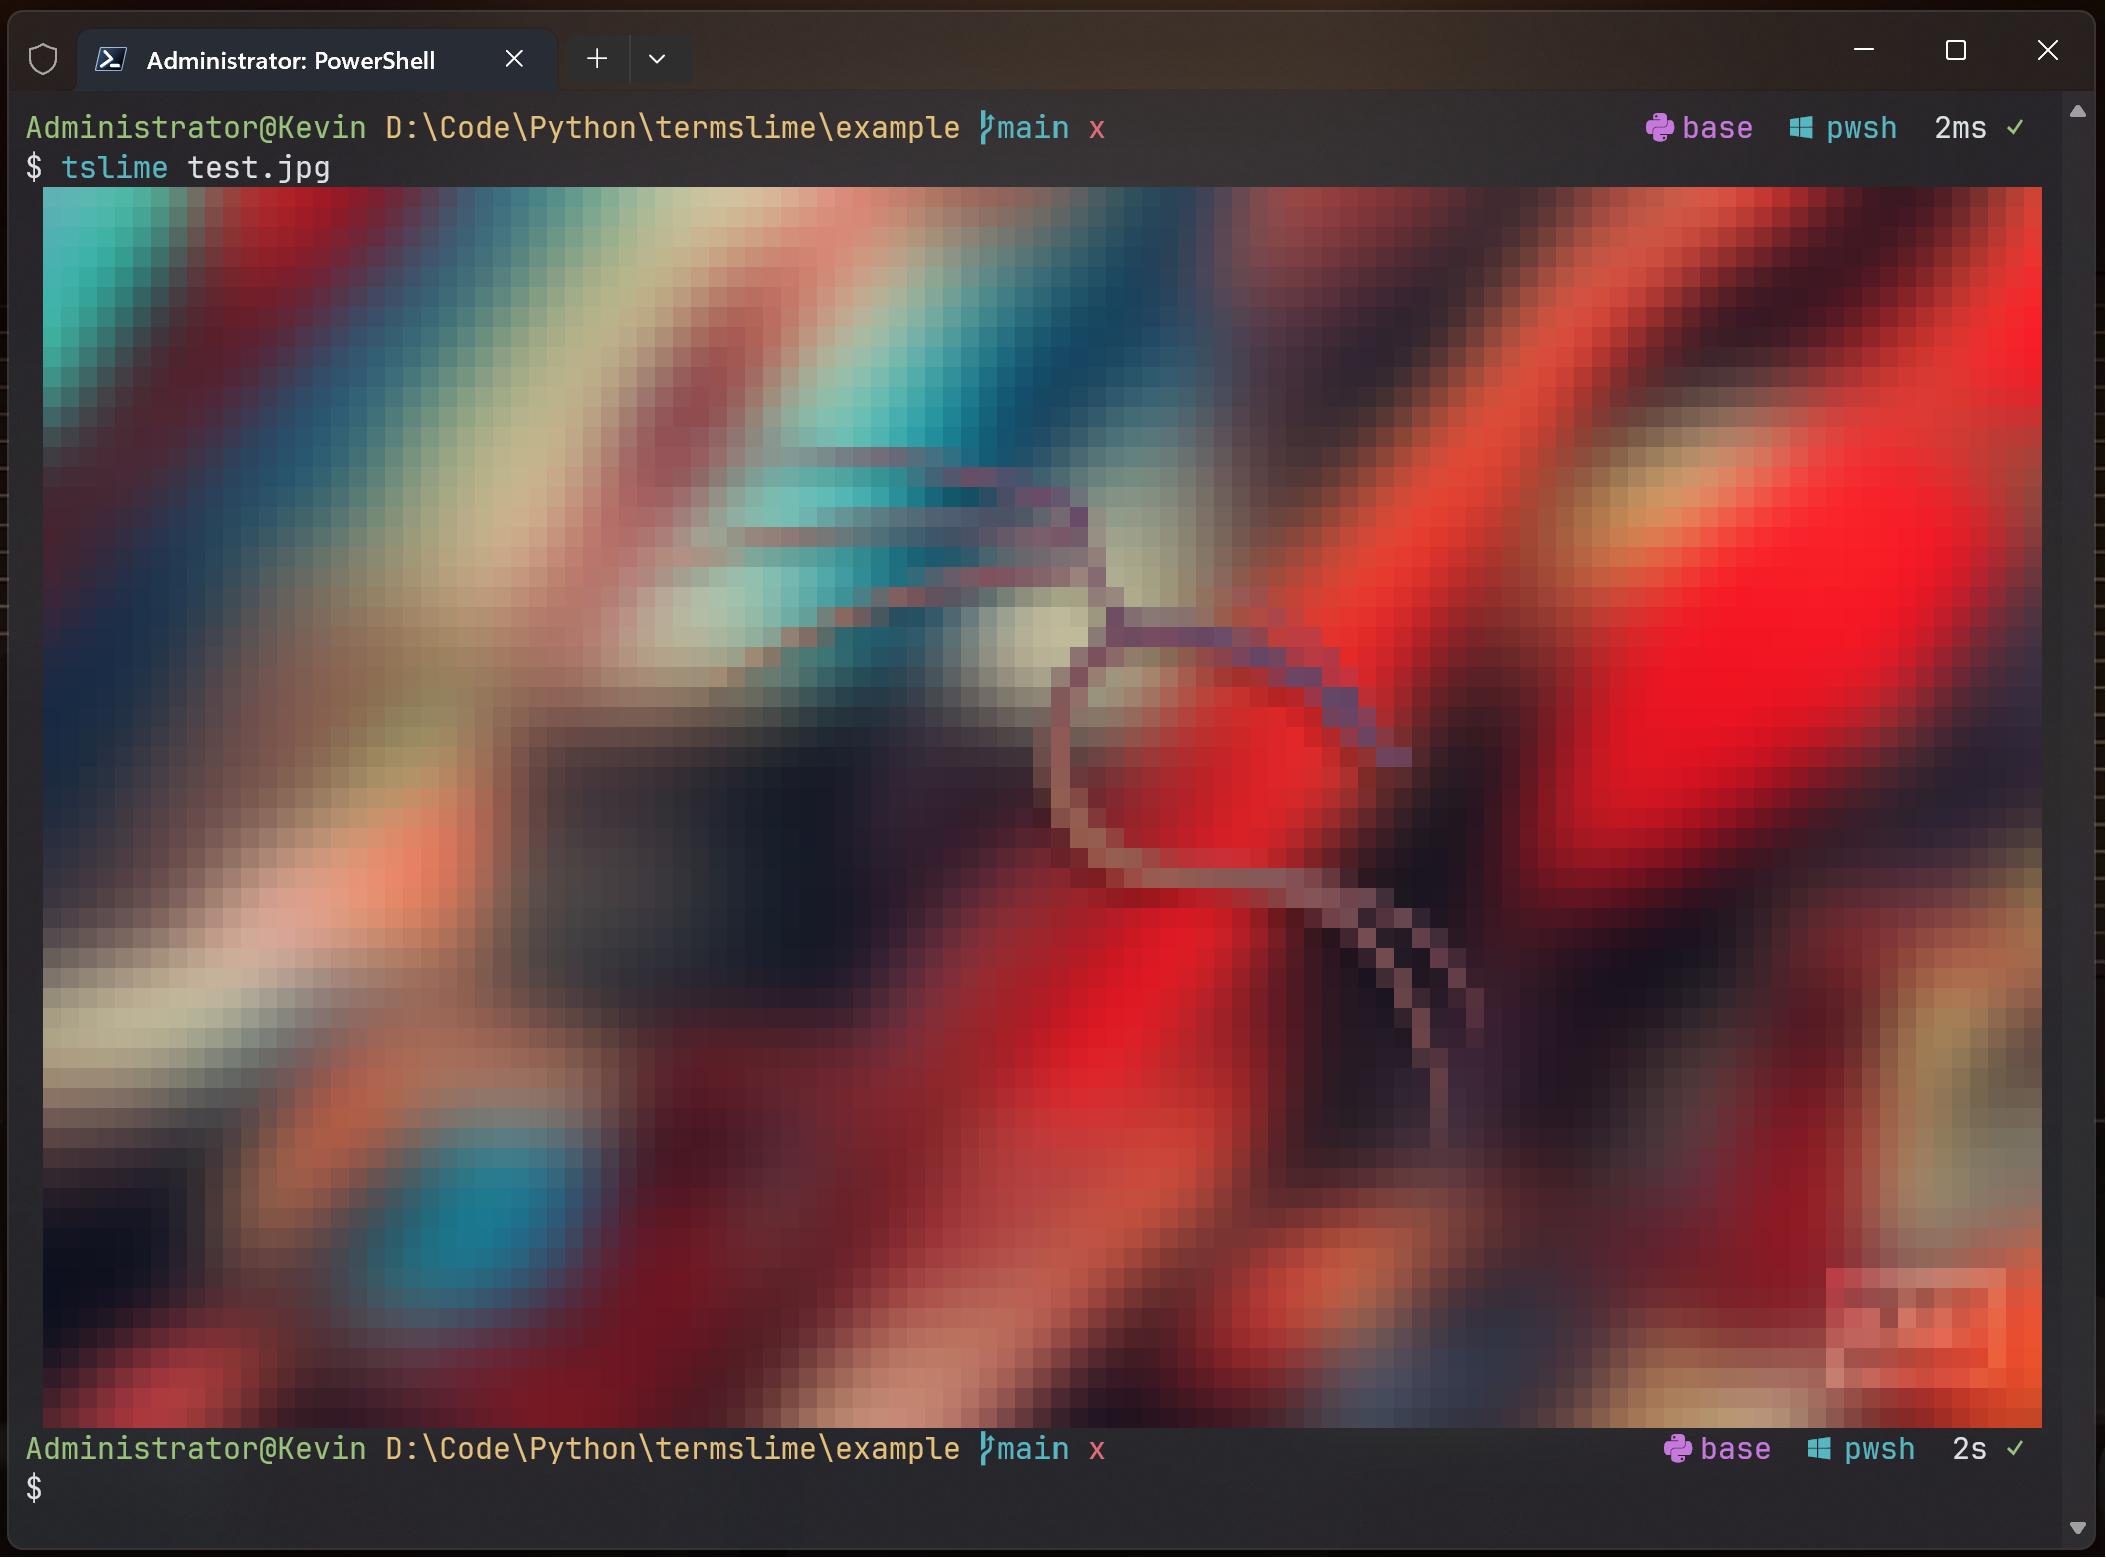 Administrator: PowerShell
Administrator@Kevin D:\Code\Python\termslime\example main x base pwsh 2ms ✓
$ tslime test.jpg
Administrator@Kevin D:\Code\Python\termslime\example main x base pwsh 2s ✓
$